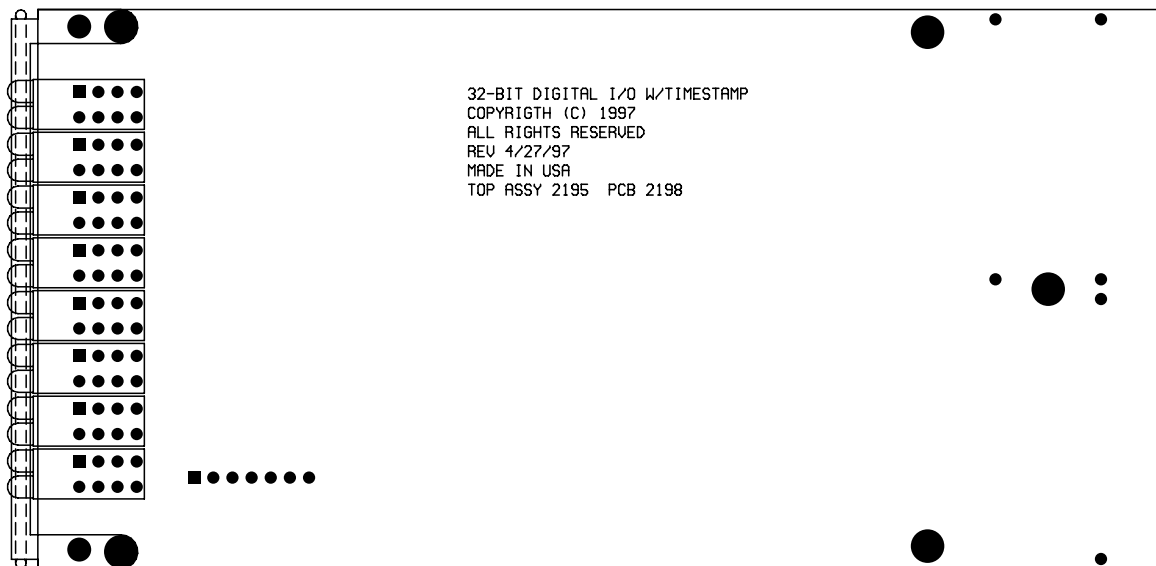 32-BIT DIGITAL I/O W/TIMESTAMP
COPYRIGTH (C) 1997
ALL RIGHTS RESERVED
REV 4/27/97
MADE IN USA
TOP ASSY 2195 PCB 2198